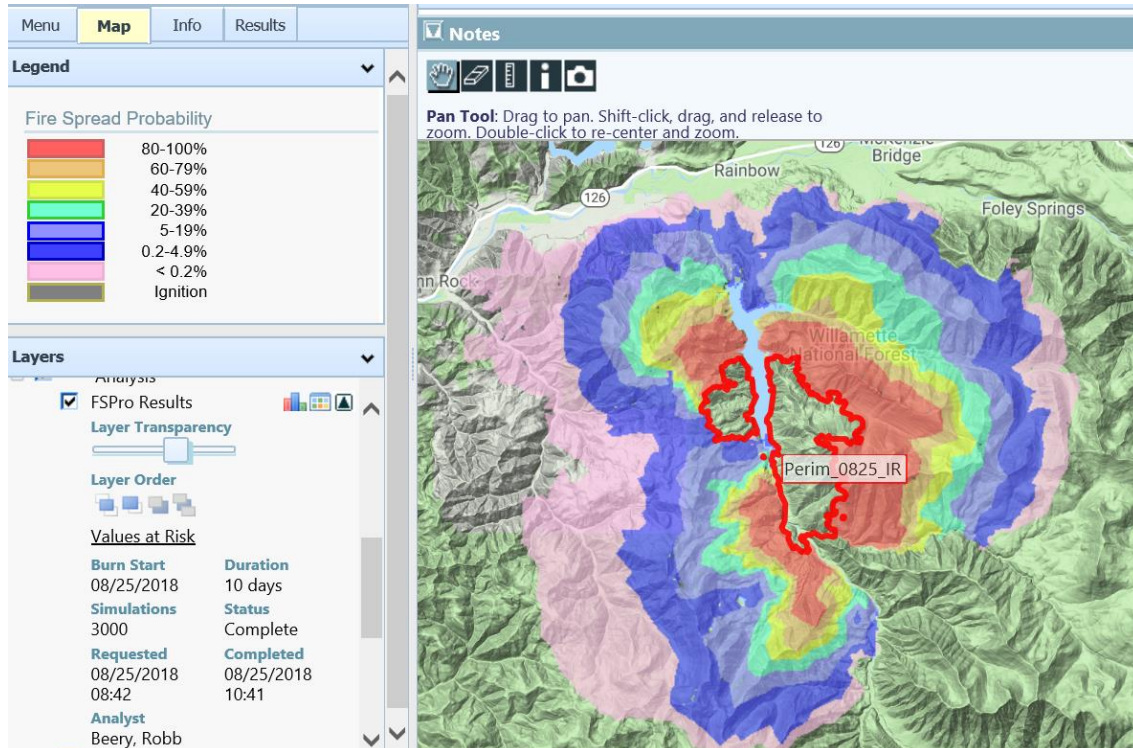 Menu
Map
Info
Results
Legend
Fire Spread Probability
80-100%
60-79%
40-59%
20-39%
5-19%
0.2-4.9%
< 0.2%
Ignition
Layers
Analysis
FSPro Results
Layer Transparency
Layer Order
Values at Risk
Burn Start Duration
08/25/2018 10 days
Simulations Status
3000 Complete
Requested Completed
08/25/2018 08/25/2018
08:42 10:41
Analyst
Beery, Robb
Notes
Pan Tool: Drag to pan. Shift-click, drag, and release to
zoom. Double-click to re-center and zoom.
126
McKenzie
Bridge
Rainbow
126
Foley Springs
nn Rock
Willamette
National Forest
Perim_0825_IR